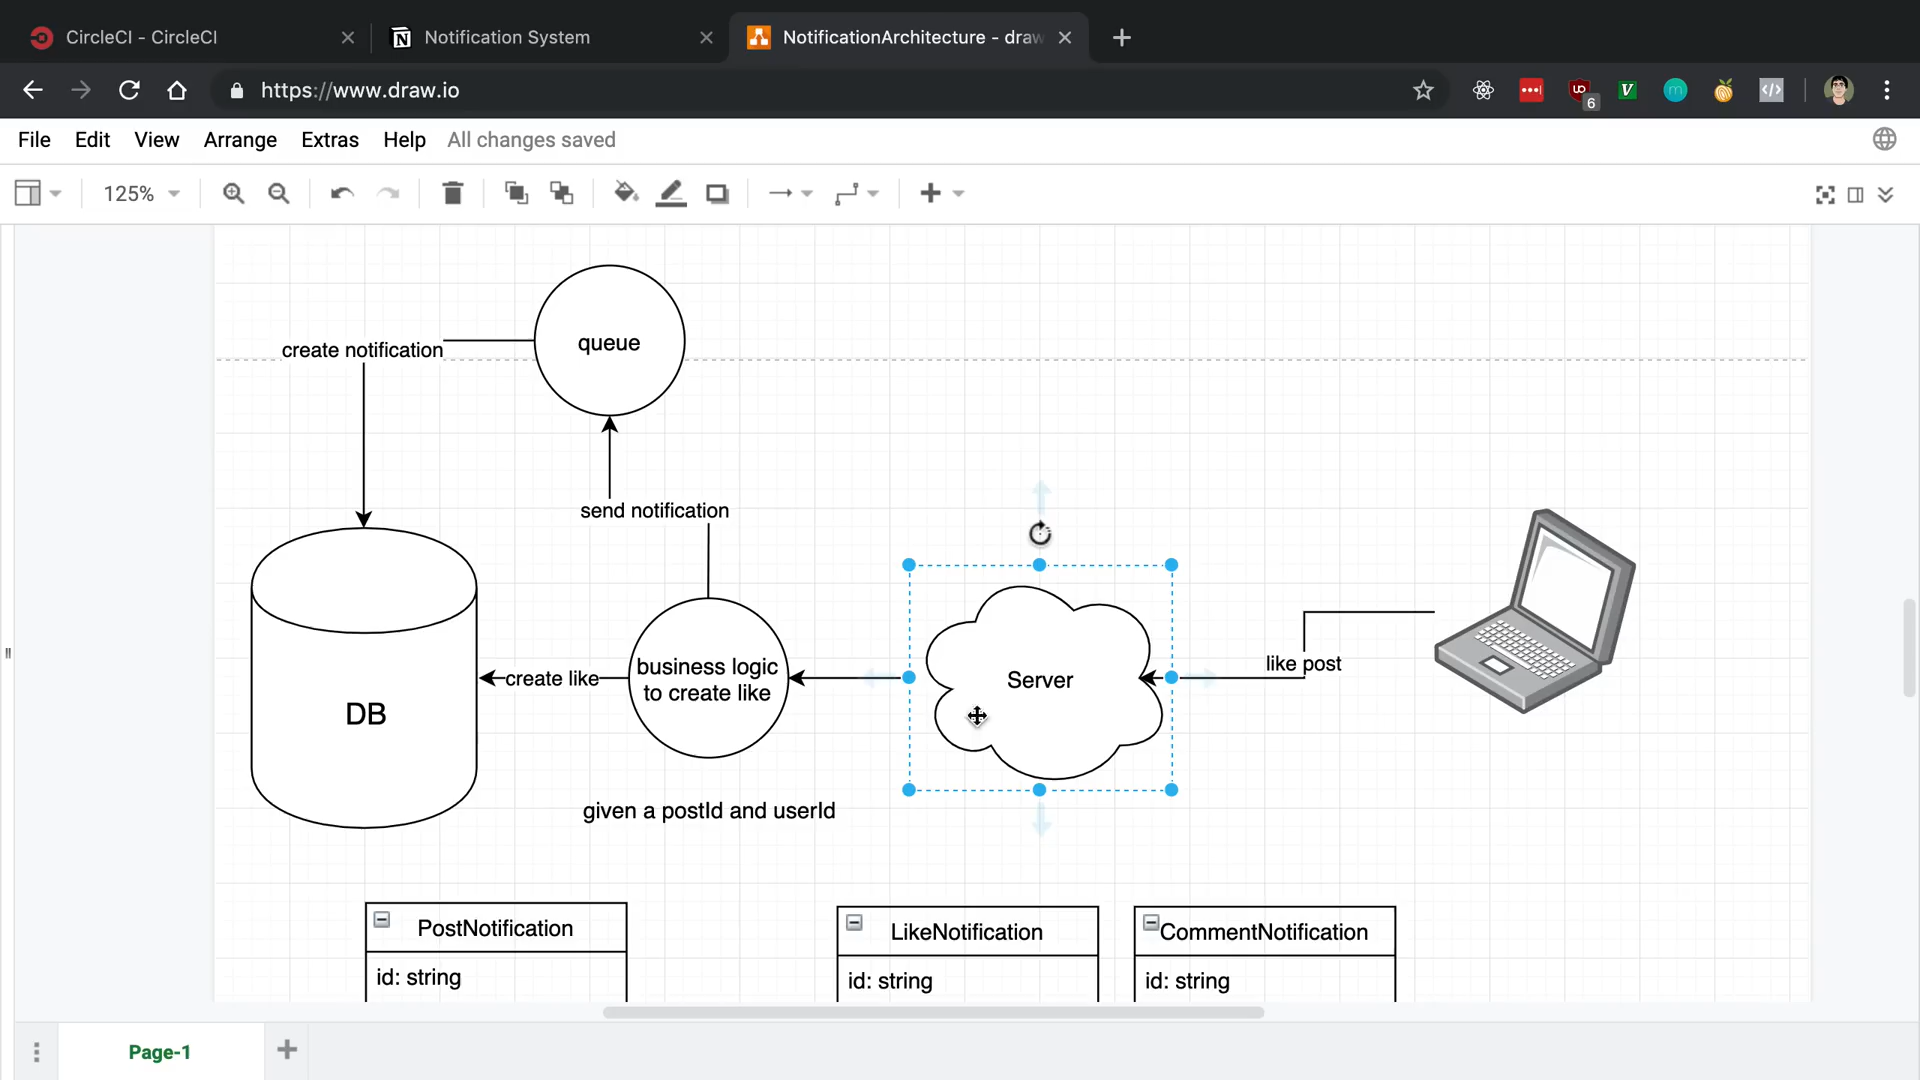 CircleCI - CircleCI
Notification System
NotificationArchitecture - draw
https://www.draw.io
6
File Edit View Arrange Extras Help All changes saved
125%
queue
create notification
send notification
business logic
to create like
create like
DB
Server
like post
given a postId and userId
PostNotification
LikeNotification
CommentNotification
id: string
id: string
id: string
Page-1